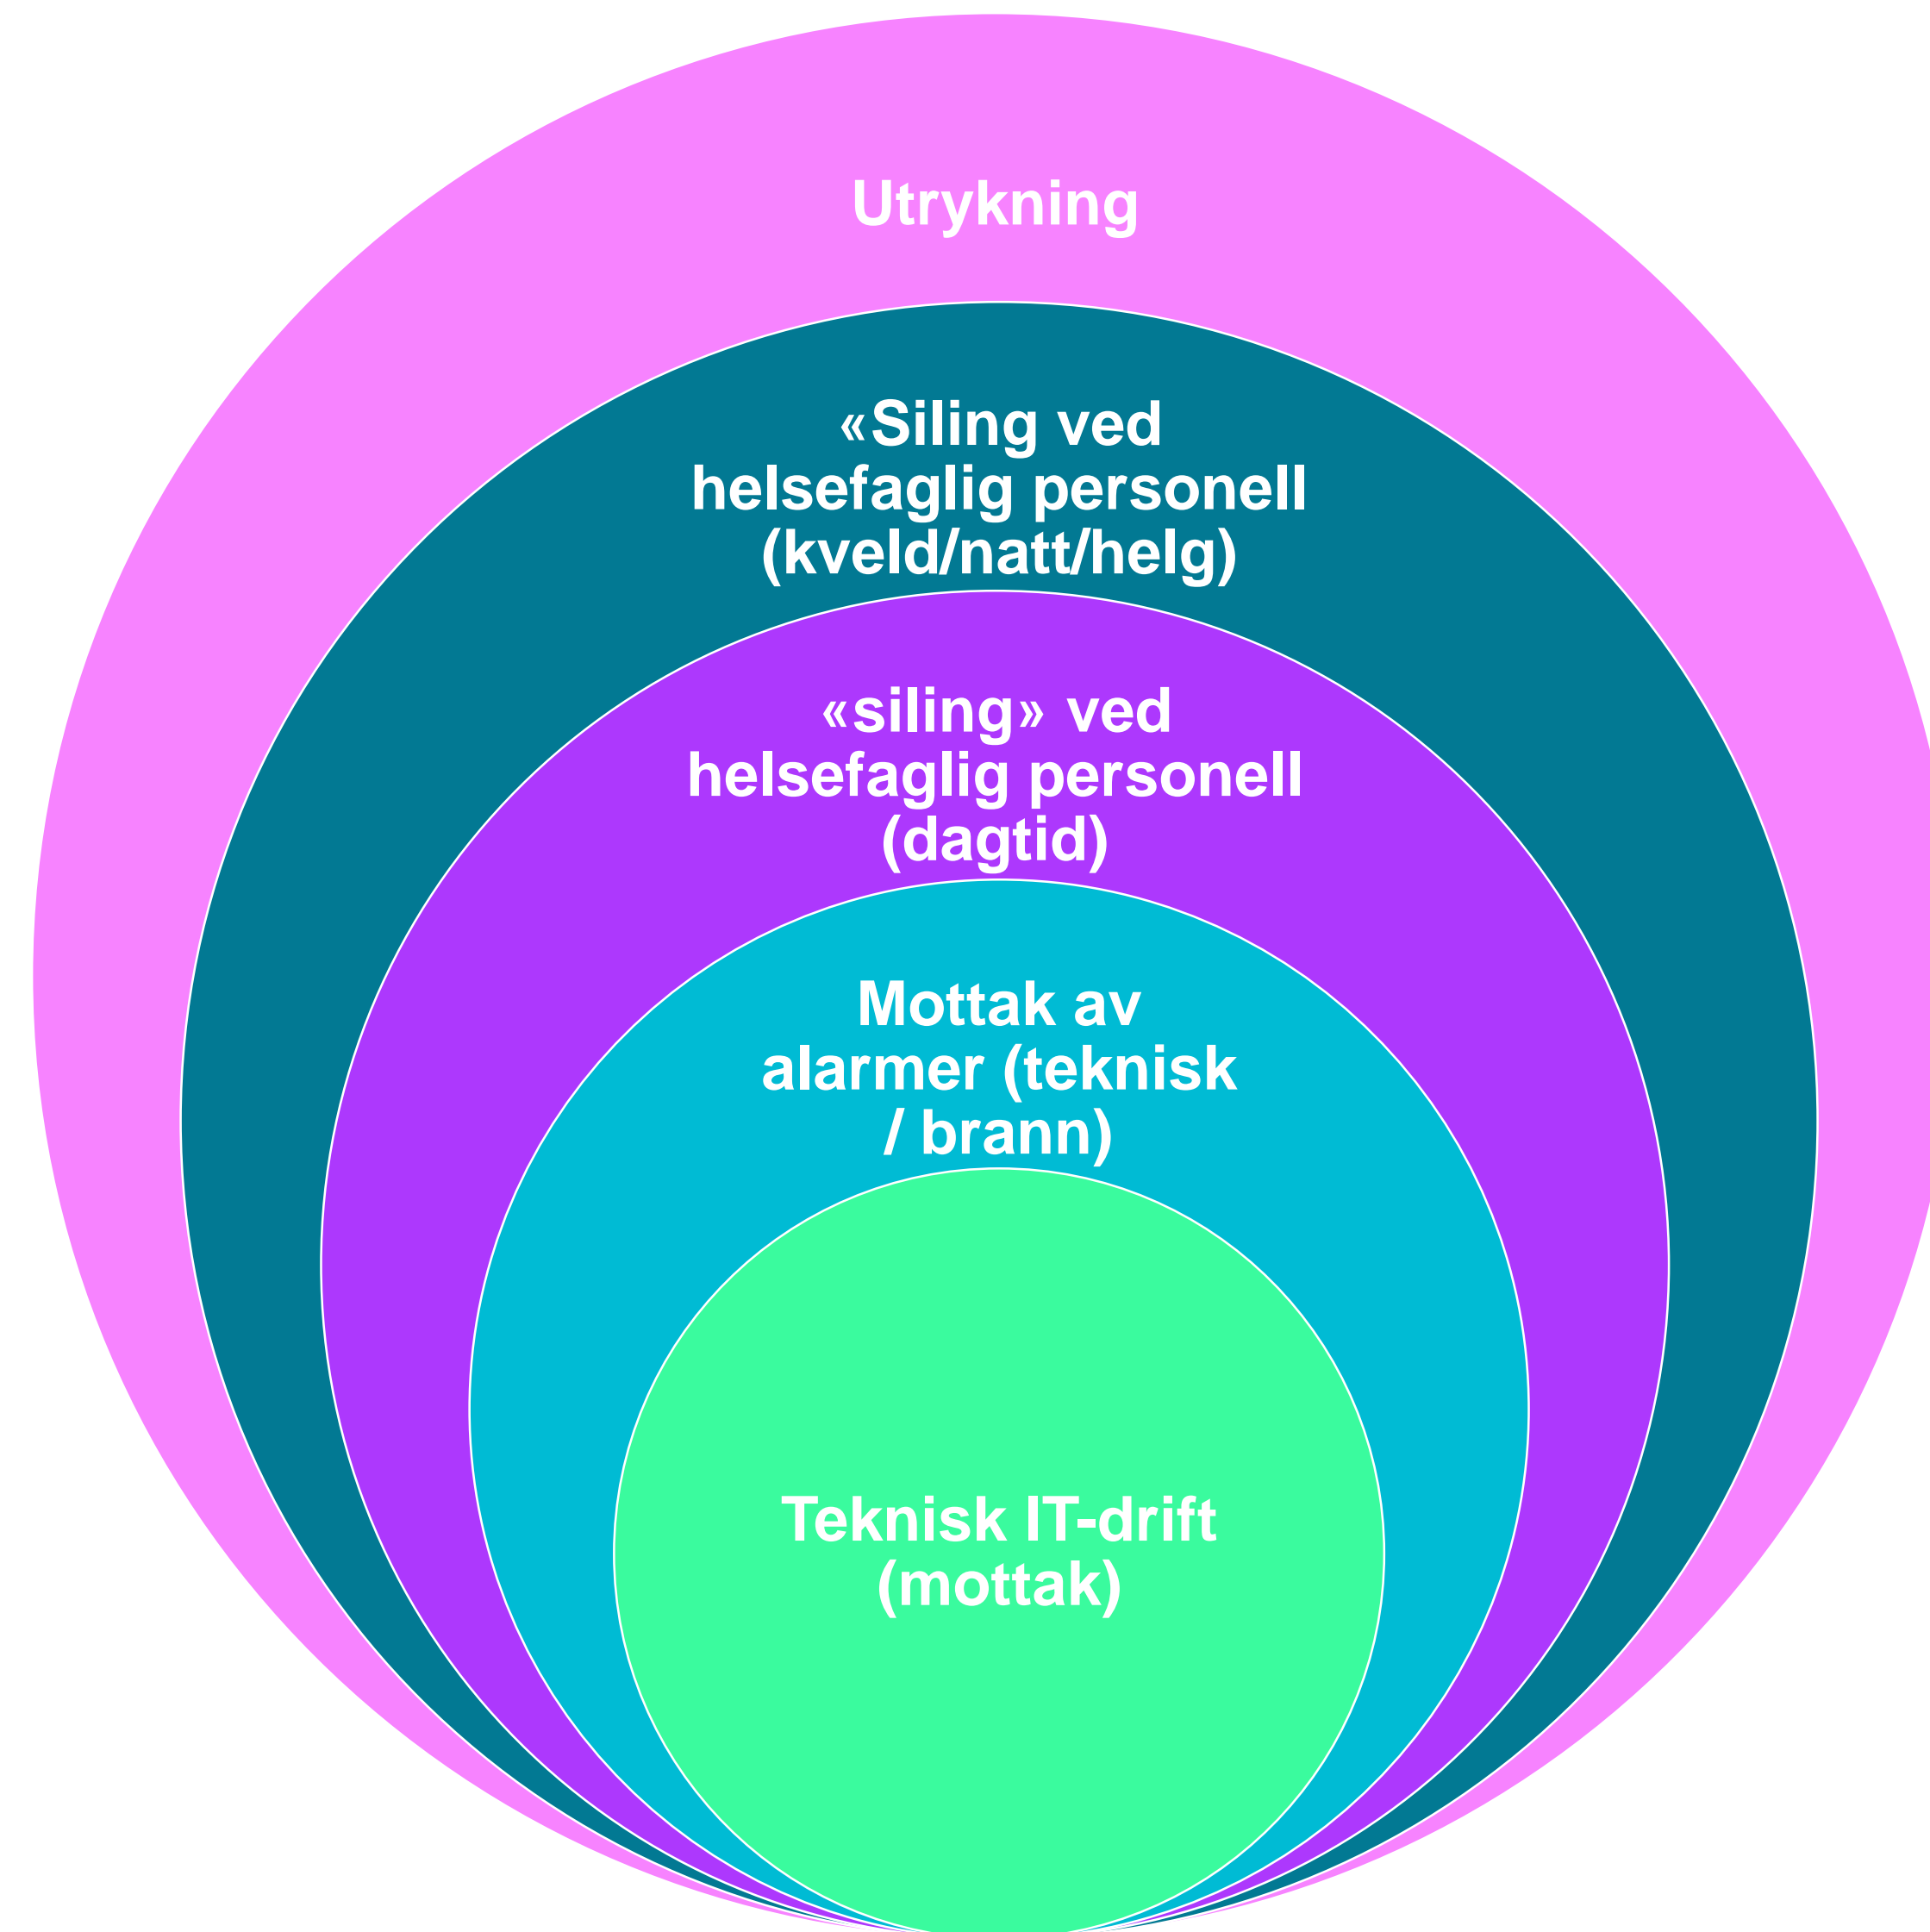 Utrykning
«Siling ved
helsefaglig personell
(kveld/natt/helg)
«siling» ved
helsefaglig personell
(dagtid)
Mottak av
alarmer (teknisk
/ brann)
Teknisk IT-drift
(mottak)